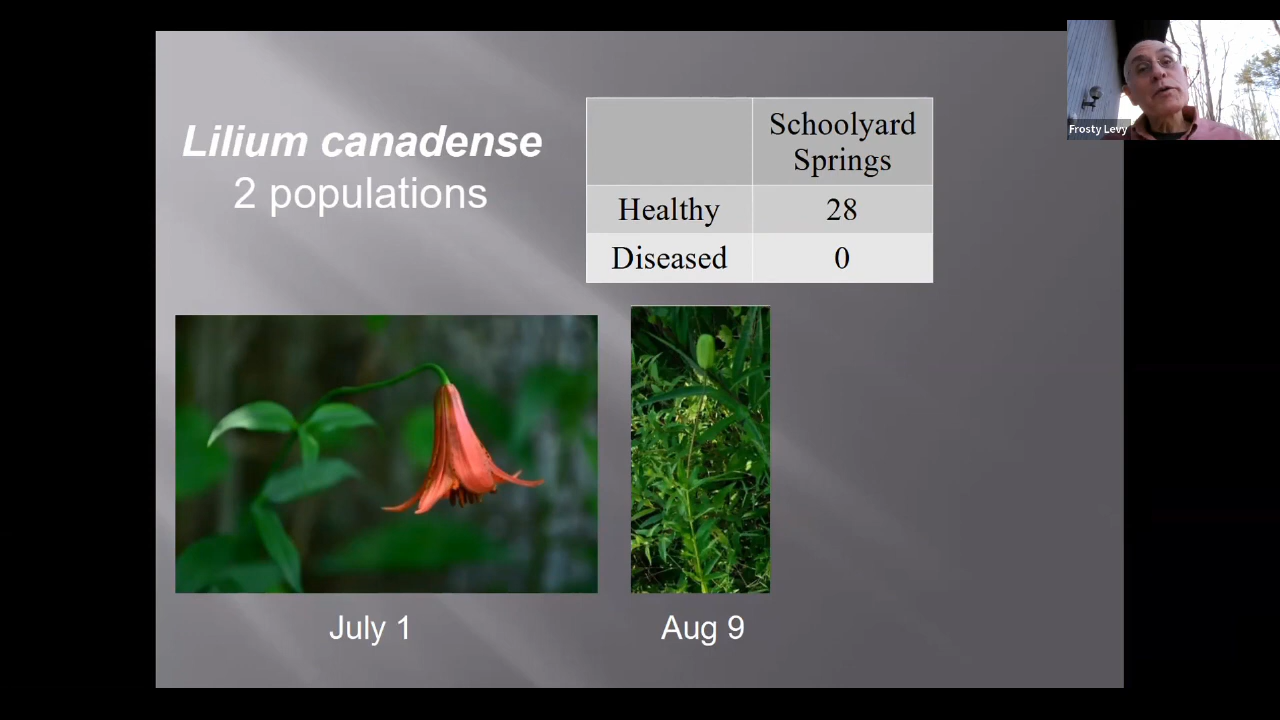 Lilium canadense
2 populations
Schoolyard
Springs
Healthy 28
Diseased 0
July 1
Aug 9
Frosty Levy